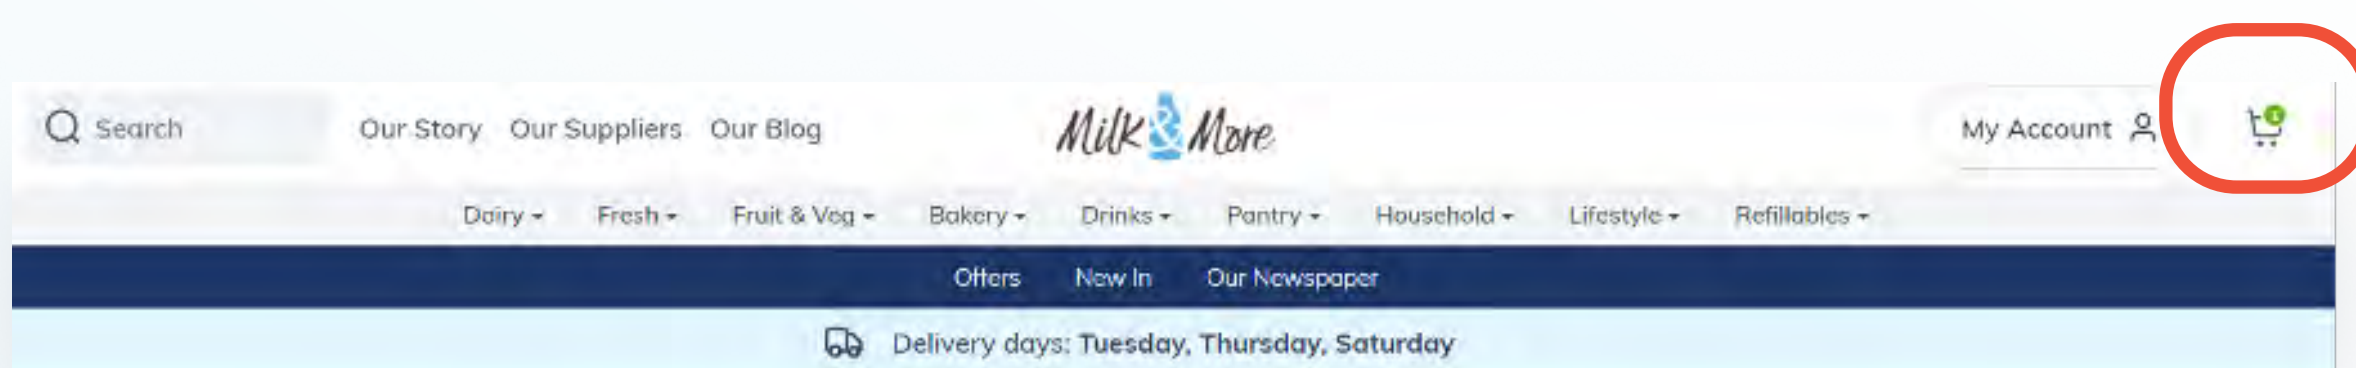 Search Our Story Our Suppliers Our Blog Milk & More My Account
Dairy Fresh Fruit & Veg Bakery Drinks Pantry Household Lifestyle Refillables
Offers New In Our Newspaper
Delivery days: Tuesday, Thursday, Saturday